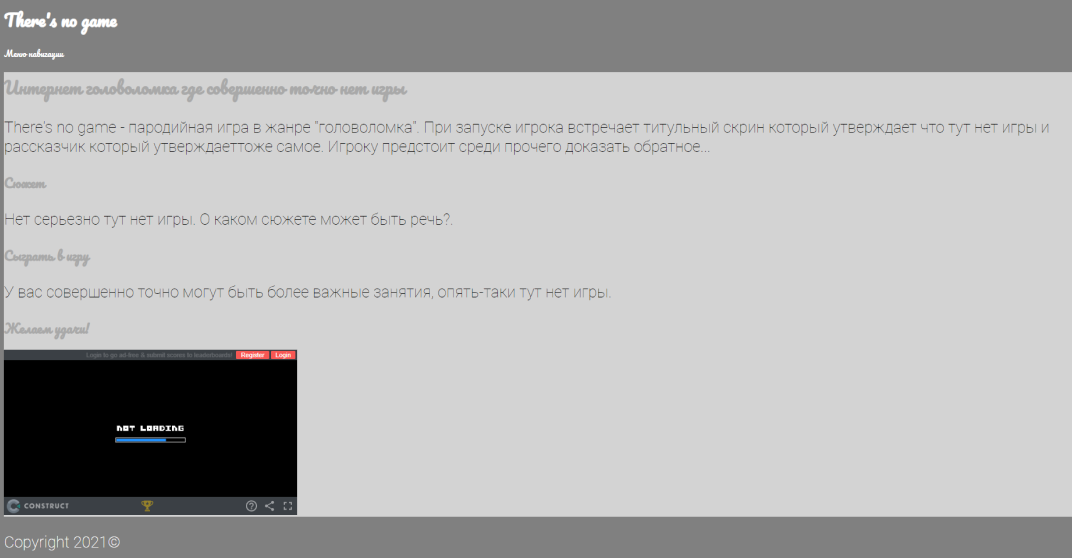 There's no game
Меню навигации
Интернет головоломка где совершенно точно нет игры
There's no game - пародийная игра в жанре "головоломка". При запуске игрока встречает титульный скрин который утверждает что тут нет игры и
рассказчик который утверждаеттоже самое. Игроку предстоит среди прочего доказать обратное...
Сюжет
Нет серьезно тут нет игры. О каком сюжете может быть речь?.
Сыграть в игру
У вас совершенно точно могут быть более важные занятия, опять-таки тут нет игры.
Желаем удачи!
Login to go ad-free & submit scores to leaderboards! Register Login
NOT LOADING
CONSTRUCT
Copyright 2021©